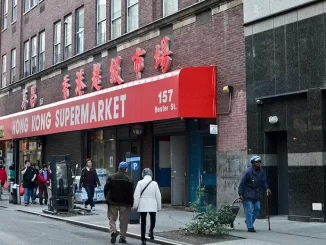 香港超級市場
HONG KONG SUPERMARKET
157
Hester St.